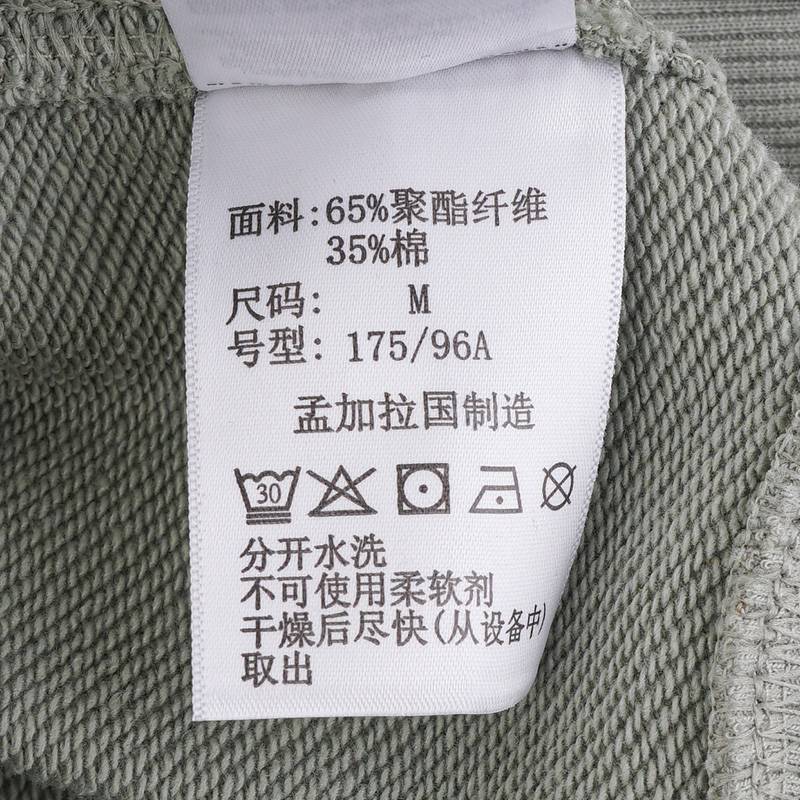 面料:65%聚酯纤维
35%棉
尺码: M
号型: 175/96A
孟加拉国制造
30
分开水洗
不可使用柔软剂
干燥后尽快(从设备中)
取出